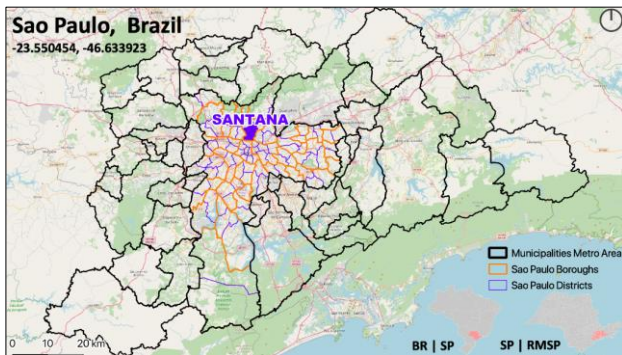 Sao Paulo, Brazil
-23.550454, -46.633923
SANTANA
Municipalities Metro Area
Sao Paulo Boroughs
Sao Paulo Districts
0 10 20 km
BR | SP
SP | RMSP